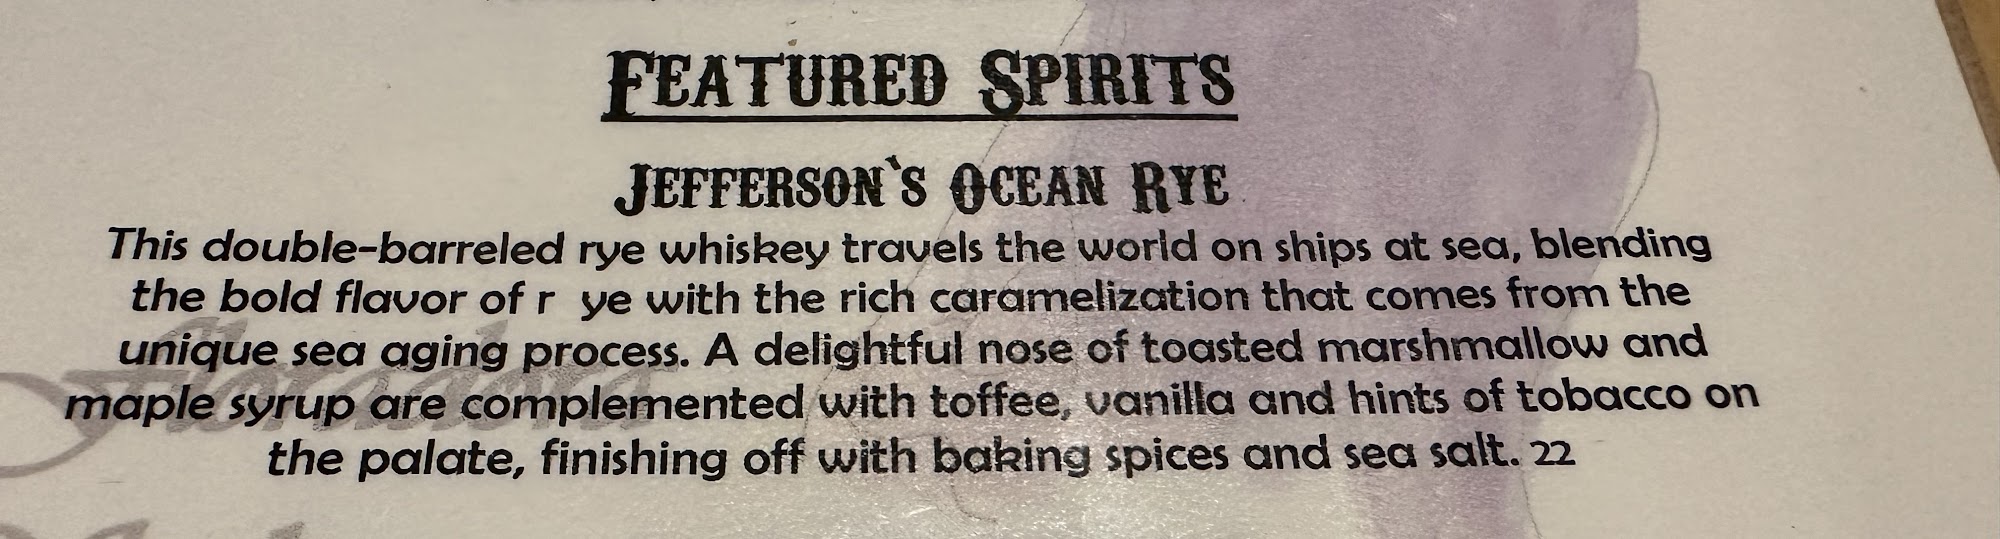 Featured Spirits
Jefferson`s Ocean Rye
This double-barreled rye whiskey travels the world on ships at sea, blending
the bold flavor of r ye with the rich caramelization that comes from the
unique sea aging process. A delightful nose of toasted marshmallow and
maple syrup are complemented with toffee, vanilla and hints of tobacco on
the palate, finishing off with baking spices and sea salt. 22